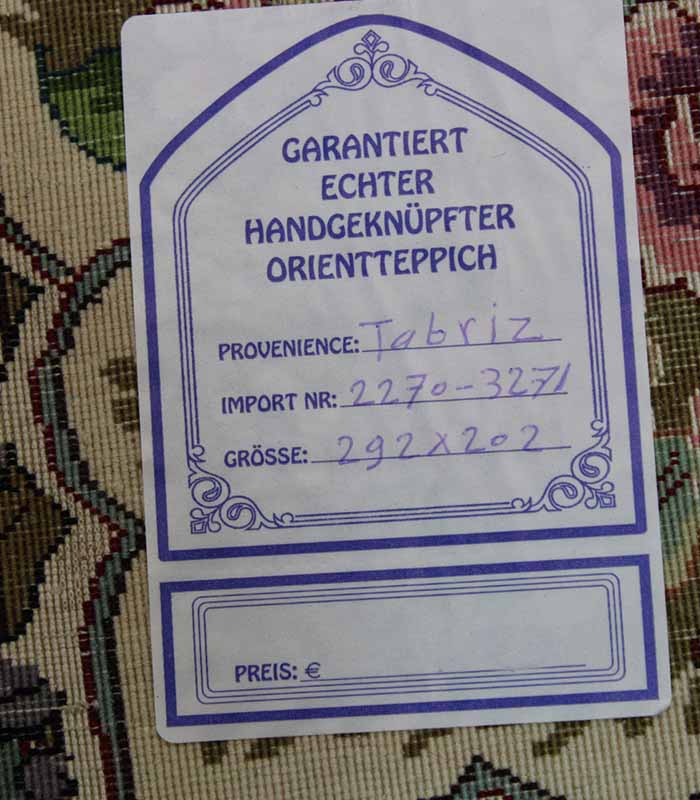 GARANTIERT
ECHTER
HANDGEKNÜPFTER
ORIENTTEPPICH
PROVENIENCE: Tabriz
IMPORT NR: 2270-3271
GRÖSSE: 292x202
PREIS: €